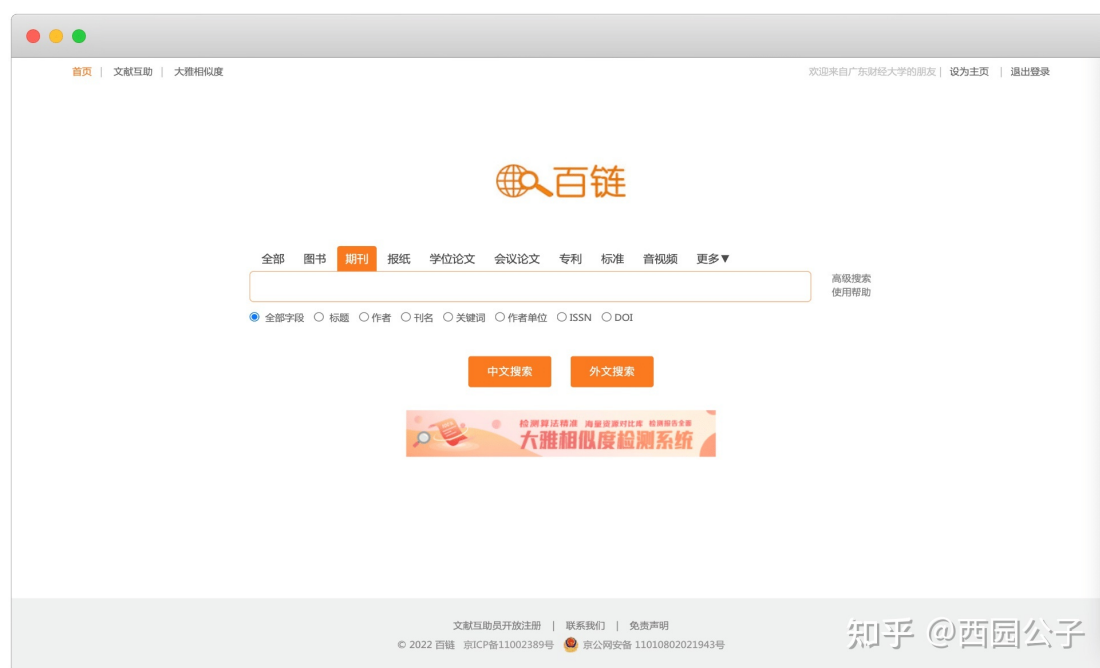 首页 | 文献互助 | 大雅相似度
欢迎来自广东财经大学的朋友 | 设为主页 | 退出登录
百链
全部 图书 期刊 报纸 学位论文 会议论文 专利 标准 音视频 更多▼
高级搜索
使用帮助
全部字段 标题 作者 刊名 关键词 作者单位 ISSN DOI
中文搜索 外文搜索
检测算法精准 海量资源对比库 检测报告全面
大雅相似度检测系统
文献互助员开放注册 | 联系我们 | 免责声明
© 2022 百链 京ICP备11002389号 京公网安备 11010802021943号
知乎 @西园公子